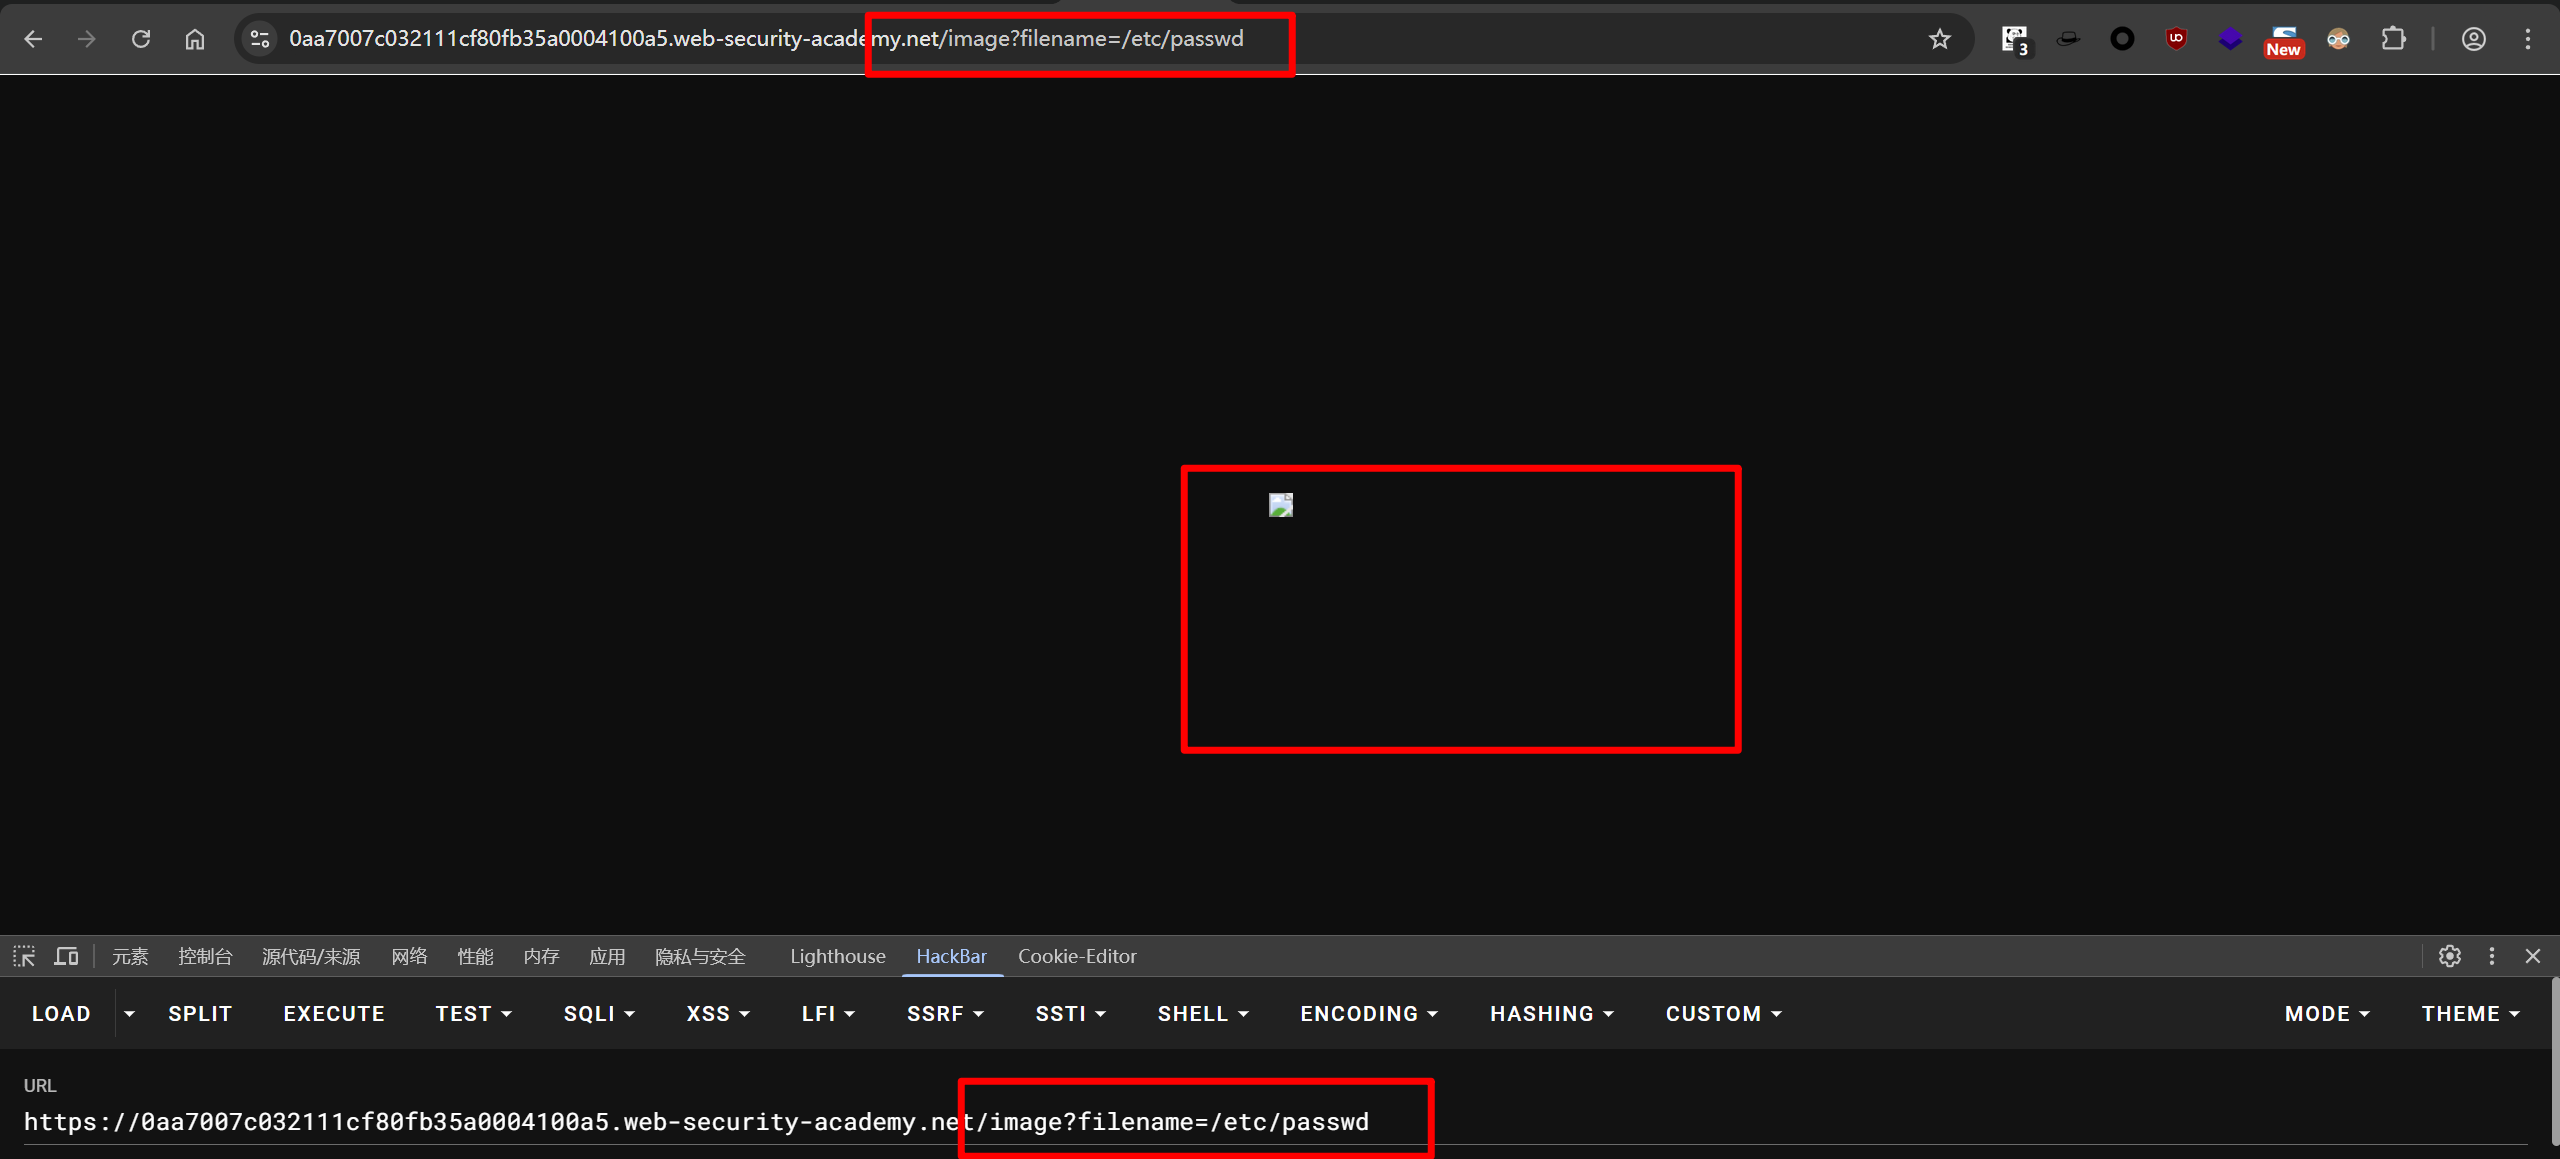 0aa7007c032111cf80fb35a0004100a5.web-security-academy.net/image?filename=/etc/passwd
3
New
元素 控制台 源代码/来源 网络 性能 内存 应用 隐私与安全 Lighthouse HackBar Cookie-Editor
LOAD SPLIT EXECUTE TEST SQLI XSS LFI SSRF SSTI SHELL ENCODING HASHING CUSTOM MODE THEME
URL
https://0aa7007c032111cf80fb35a0004100a5.web-security-academy.net/image?filename=/etc/passwd